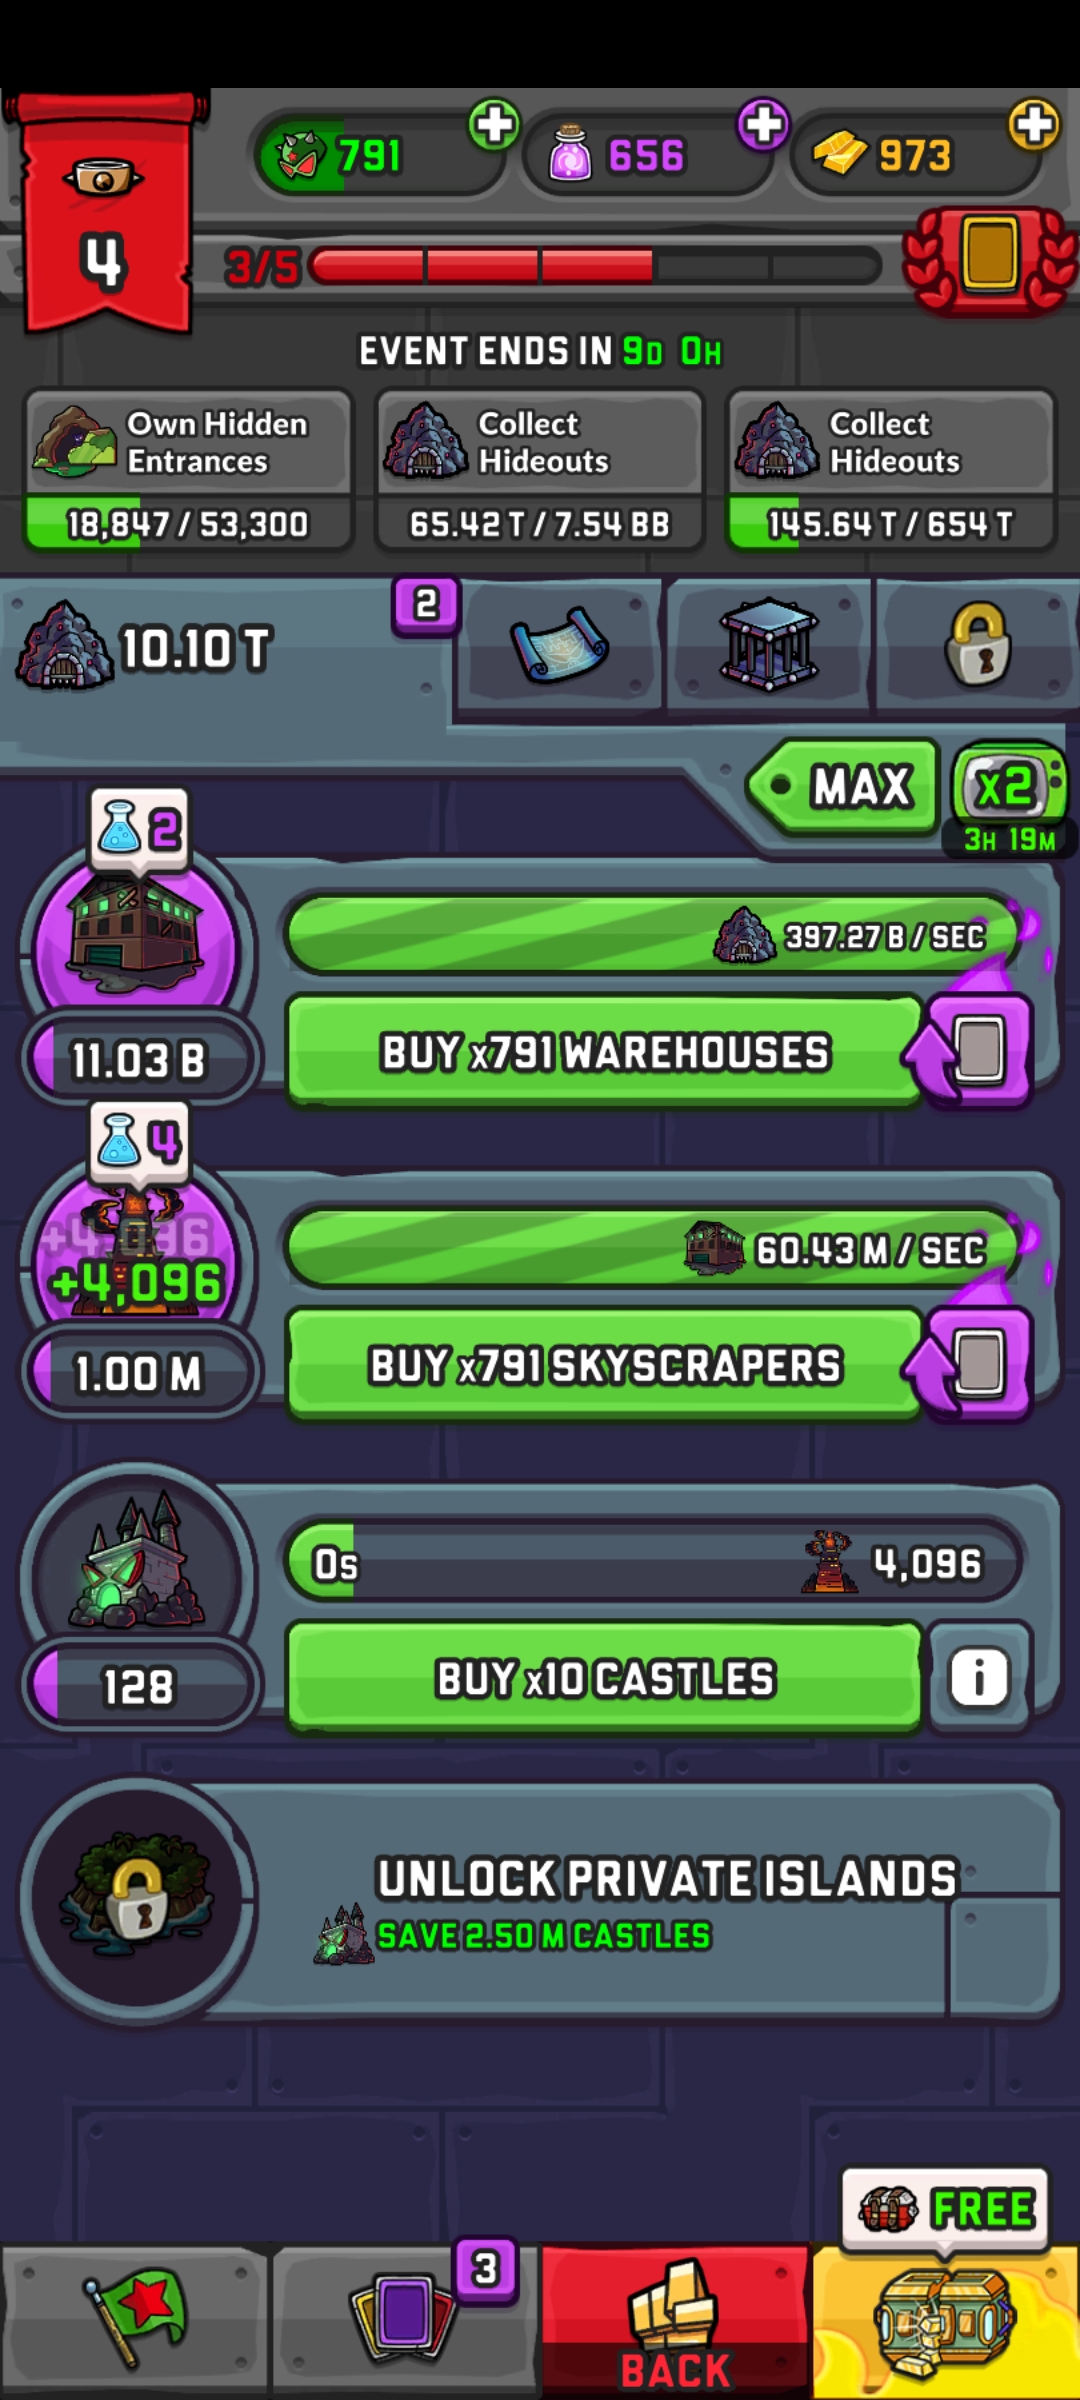 791
656
973
4
3/5
EVENT ENDS IN 9D 0H
Own Hidden
Entrances
18,847 / 53,300
Collect
Hideouts
65.42 T / 7.54 BB
Collect
Hideouts
145.64 T / 654 T
10.10 T
2
MAX
x2
3H 19M
2
397.27 B / SEC
11.03 B
BUY x791 WAREHOUSES
4
+4,096
+4,096
60.43 M / SEC
1.00 M
BUY x791 SKYSCRAPERS
0s
4,096
128
BUY x10 CASTLES
i
UNLOCK PRIVATE ISLANDS
SAVE 2.50 M CASTLES
FREE
3
BACK